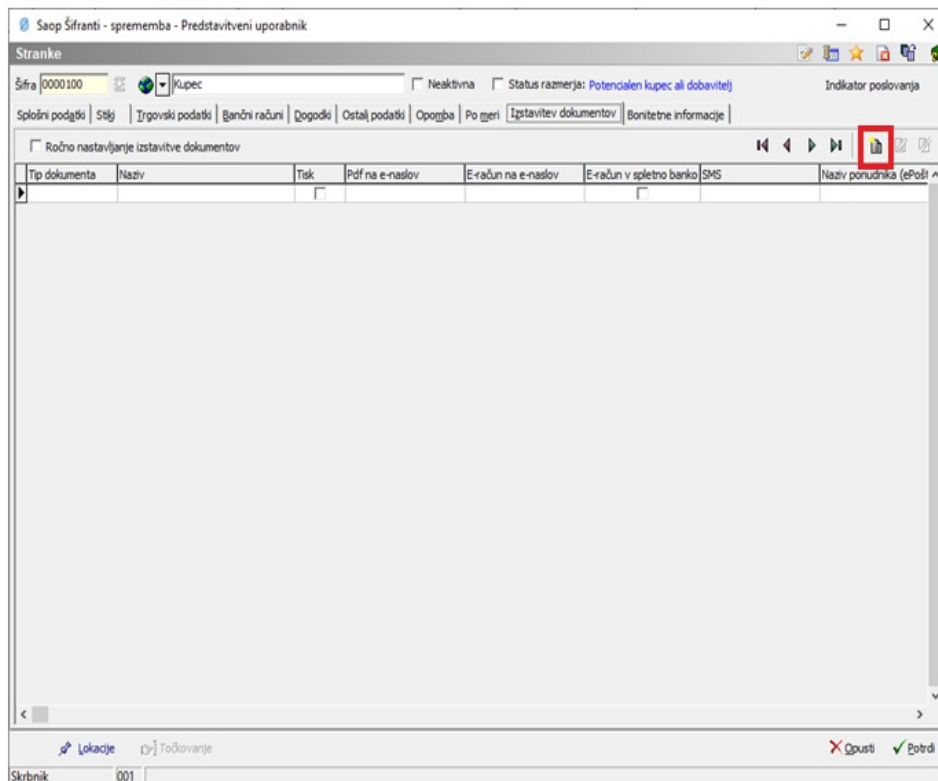 Saop Šifranti - sprememba - Predstavitveni uporabnik
Stranke
Šifra 0000100 Kupec Neaktivna Status razmerja: Potencialen kupec ali dobavitelj Indikator poslovanja
Splošni podatki Stiki Trgovski podatki Bančni računi Dogodki Ostali podatki Opomba Po meri Izstavitev dokumentov Bonitetne informacije
Ročno nastavljanje izstavitve dokumentov
Tip dokumenta Naziv Tisk Pdf na e-naslov E-račun na e-naslov E-račun v spletno banko SMS Naziv ponudnika (ePošt
Lokacije Točkovanje Opusti Potrdi
Skrbnik 001